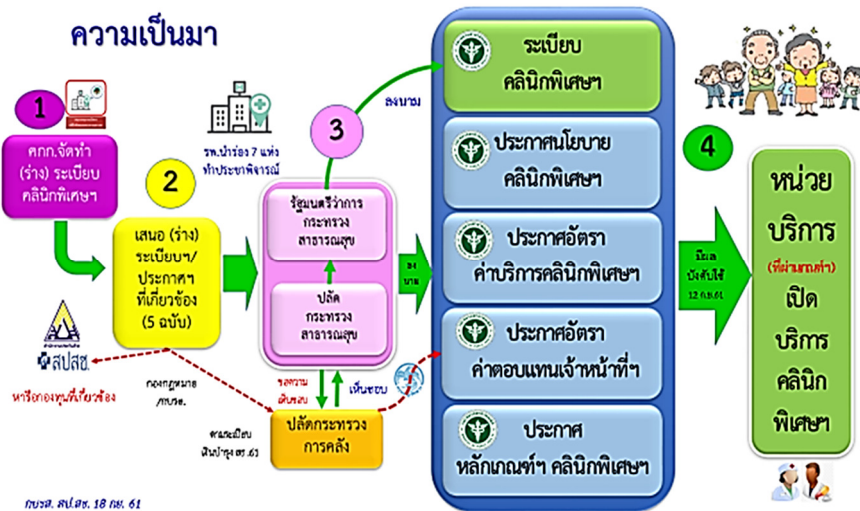 ความเป็นมา
1
คกก.จัดทำ
(ร่าง) ระเบียบ
คลินิกพิเศษฯ
2
เสนอ (ร่าง)
ระเบียบฯ/
ประกาศฯ
ที่เกี่ยวข้อง
(5 ฉบับ)
รพ.นำร่อง 7 แห่ง
ทำประชาพิจารณ์
3
รัฐมนตรีว่าการ
กระทรวง
สาธารณสุข
ปลัด
กระทรวง
สาธารณสุข
ลงนาม
ลง
นาม
สปสช.
หารือกองทุนที่เกี่ยวข้อง
กองกฎหมาย
ขอความ
เห็นชอบ
เห็นชอบ
ปลัดกระทรวง
การคลัง
ระเบียบ
คลินิกพิเศษฯ
ประกาศนโยบาย
คลินิกพิเศษฯ
ประกาศอัตรา
ค่าบริการคลินิกพิเศษฯ
ประกาศอัตรา
ค่าตอบแทนเจ้าหน้าที่ฯ
ประกาศ
หลักเกณฑ์ฯ คลินิกพิเศษฯ
4
มีผล
บังคับใช้
12 ก.ย.61
หน่วย
บริการ
(ที่ผ่านเกณฑ์ฯ)
เปิด
บริการ
คลินิก
พิเศษฯ
กบรส. สป.สธ. 18 กย. 61